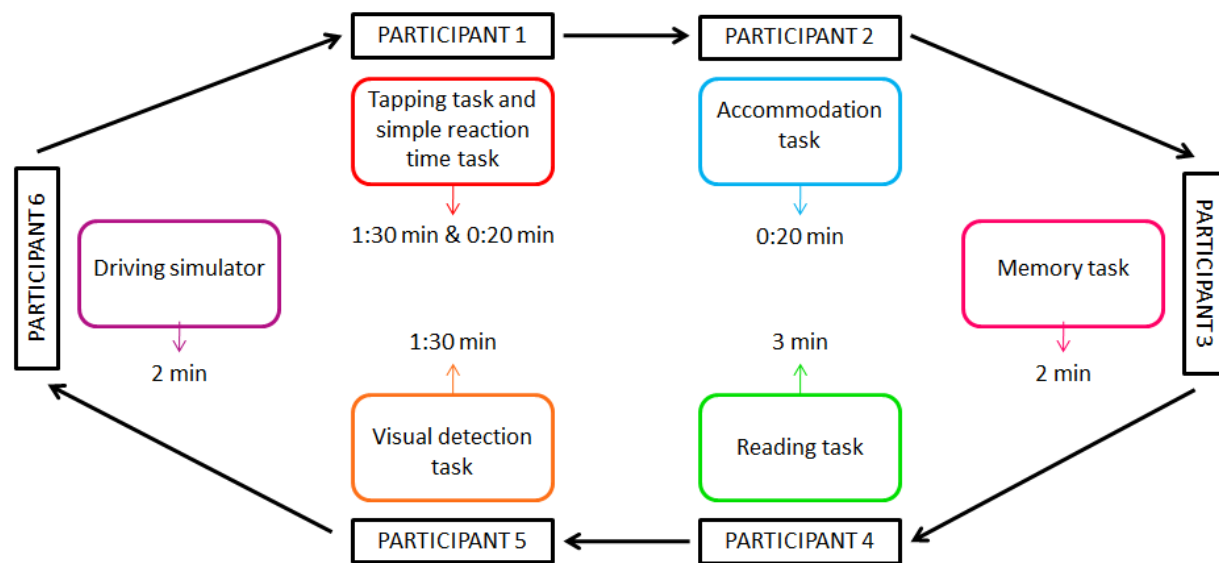 PARTICIPANT 1
PARTICIPANT 2
Tapping task and
simple reaction
time task
Accommodation
task
1:30 min & 0:20 min
0:20 min
PARTICIPANT 6
Driving simulator
2 min
Memory task
2 min
PARTICIPANT 3
1:30 min
3 min
Visual detection
task
Reading task
PARTICIPANT 5
PARTICIPANT 4